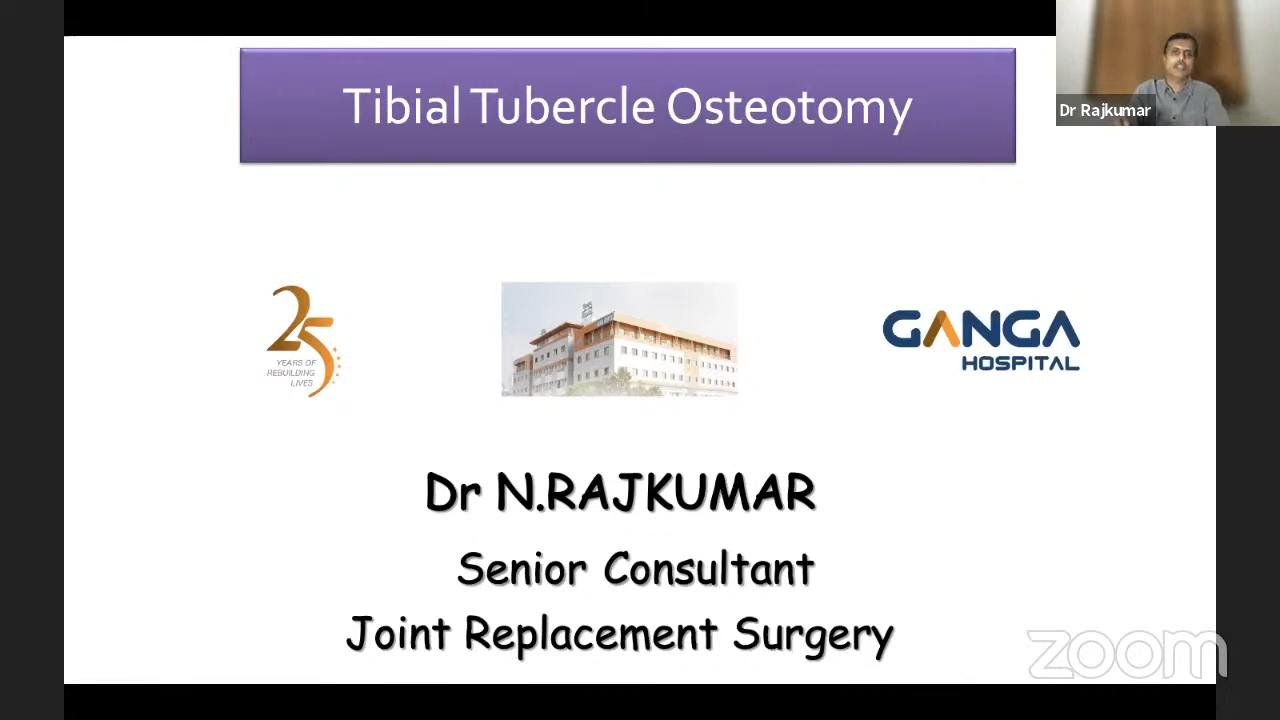 Tibial Tubercle Osteotomy
Dr Rajkumar
25
YEARS OF
REBUILDING
LIVES
GANGA
HOSPITAL
Dr N.RAJKUMAR
Senior Consultant
Joint Replacement Surgery
zoom